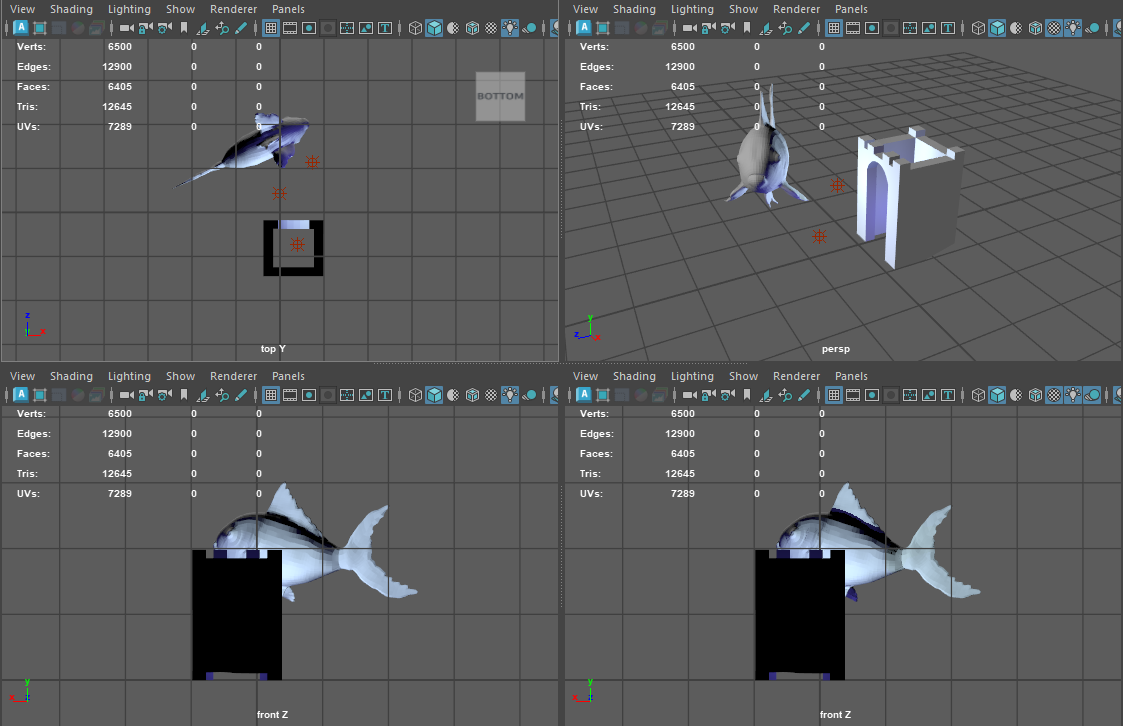 View Shading Lighting Show Renderer Panels
A T
Verts: 6500 0 0
Edges: 12900 0 0
Faces: 6405 0 0
Tris: 12645 0 0
UVs: 7289 0 0
BOTTOM
z
y x
top Y
View Shading Lighting Show Renderer Panels
A T
Verts: 6500 0 0
Edges: 12900 0 0
Faces: 6405 0 0
Tris: 12645 0 0
UVs: 7289 0 0
y
z x
persp
View Shading Lighting Show Renderer Panels
A T
Verts: 6500 0 0
Edges: 12900 0 0
Faces: 6405 0 0
Tris: 12645 0 0
UVs: 7289 0 0
y
x z
front Z
View Shading Lighting Show Renderer Panels
A T
Verts: 6500 0 0
Edges: 12900 0 0
Faces: 6405 0 0
Tris: 12645 0 0
UVs: 7289 0 0
y
x z
front Z